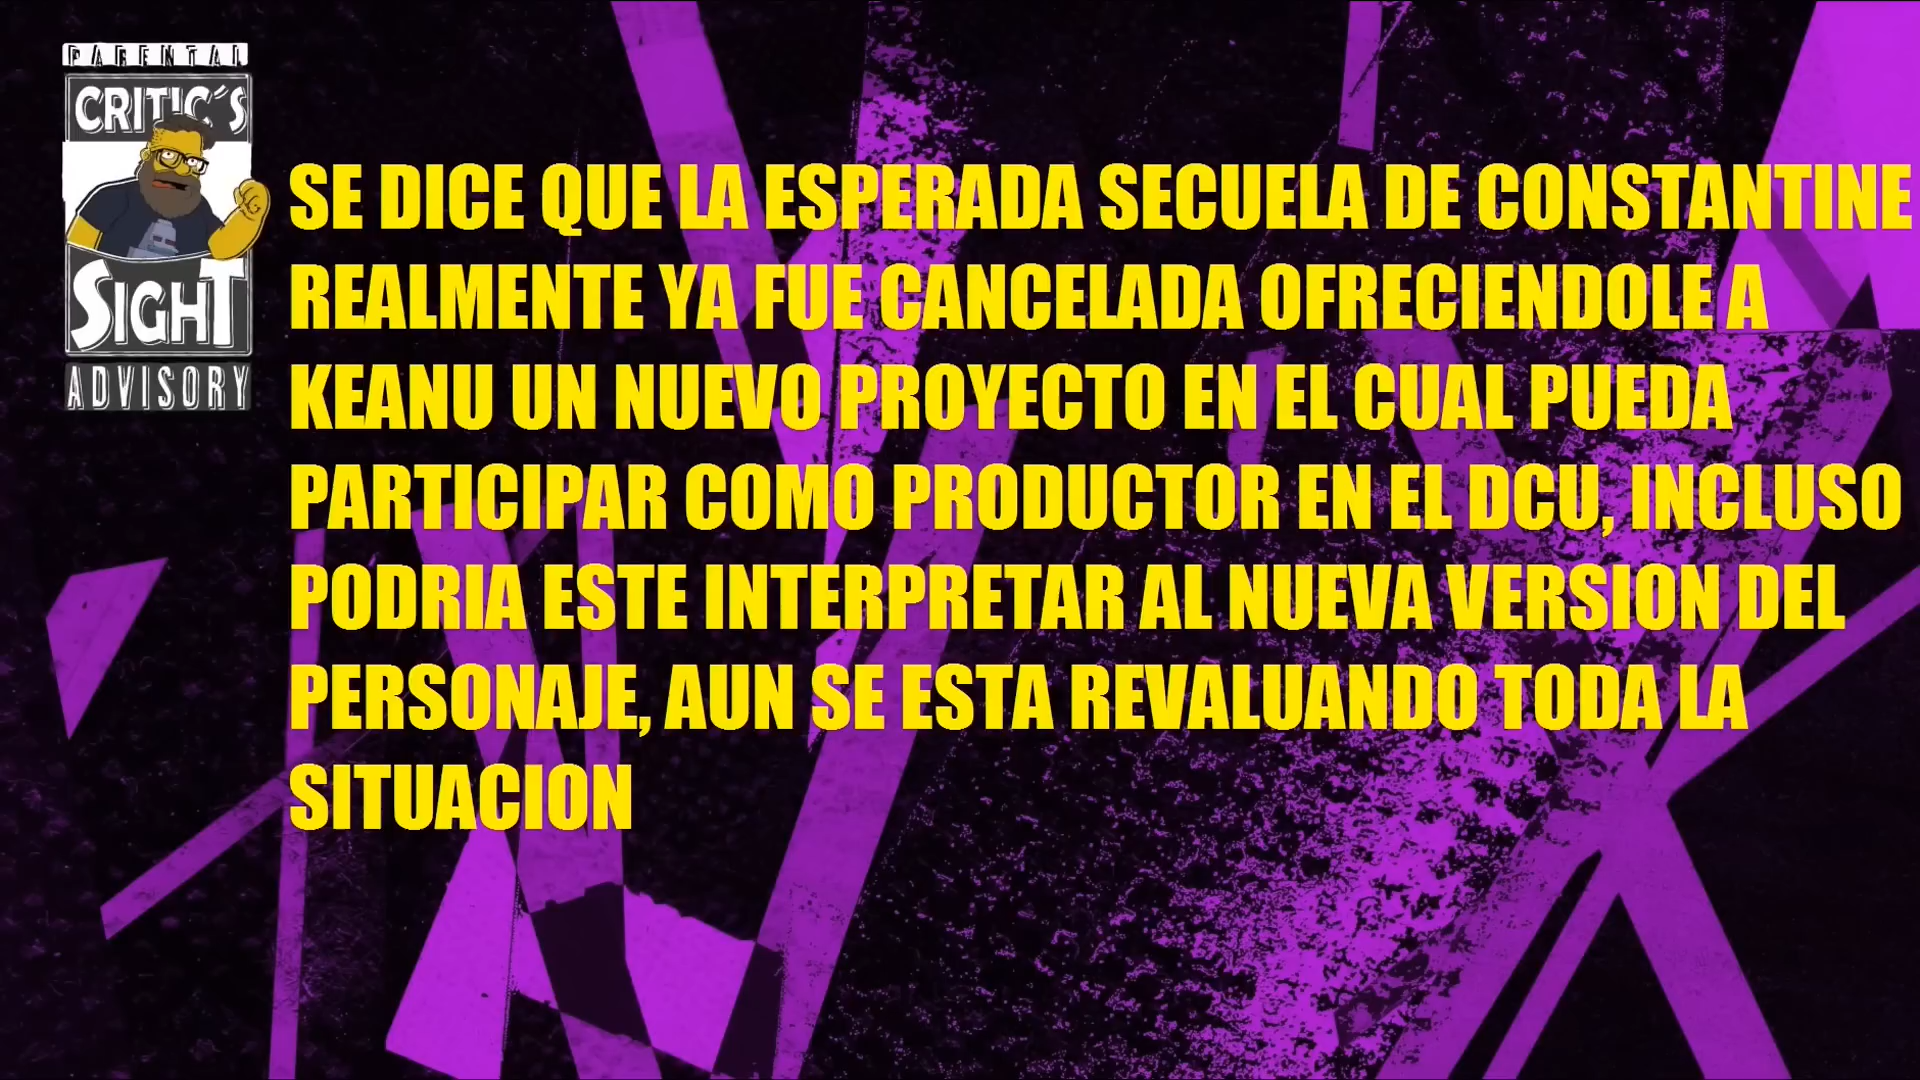 PARENTAL
CRITIC´S
SIGHT
ADVISORY
SE DICE QUE LA ESPERADA SECUELA DE CONSTANTINE
REALMENTE YA FUE CANCELADA OFRECIENDOLE A
KEANU UN NUEVO PROYECTO EN EL CUAL PUEDA
PARTICIPAR COMO PRODUCTOR EN EL DCU, INCLUSO
PODRIA ESTE INTERPRETAR AL NUEVA VERSION DEL
PERSONAJE, AUN SE ESTA REVALUANDO TODA LA
SITUACION